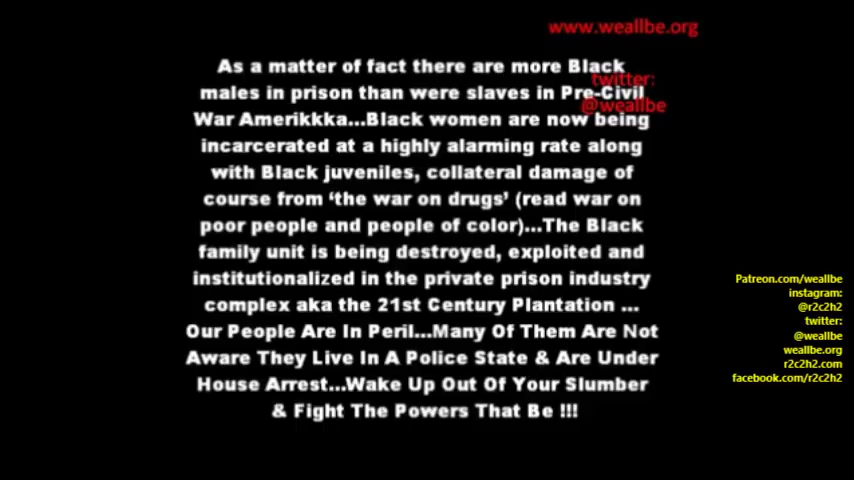 www.weallbe.org
As a matter of fact there are more Black
twitter:
males in prison than were slaves in Pre-Civil
@weallbe
War Amerikkka...Black women are now being
incarcerated at a highly alarming rate along
with Black juveniles, collateral damage of
course from ‘the war on drugs’ (read war on
poor people and people of color)...The Black
family unit is being destroyed, exploited and
institutionalized in the private prison industry
complex aka the 21st Century Plantation ...
Our People Are In Peril...Many Of Them Are Not
Aware They Live In A Police State & Are Under
House Arrest...Wake Up Out Of Your Slumber
& Fight The Powers That Be !!!
Patreon.com/weallbe
instagram:
@r2c2h2
twitter:
@weallbe
weallbe.org
r2c2h2.com
facebook.com/r2c2h2